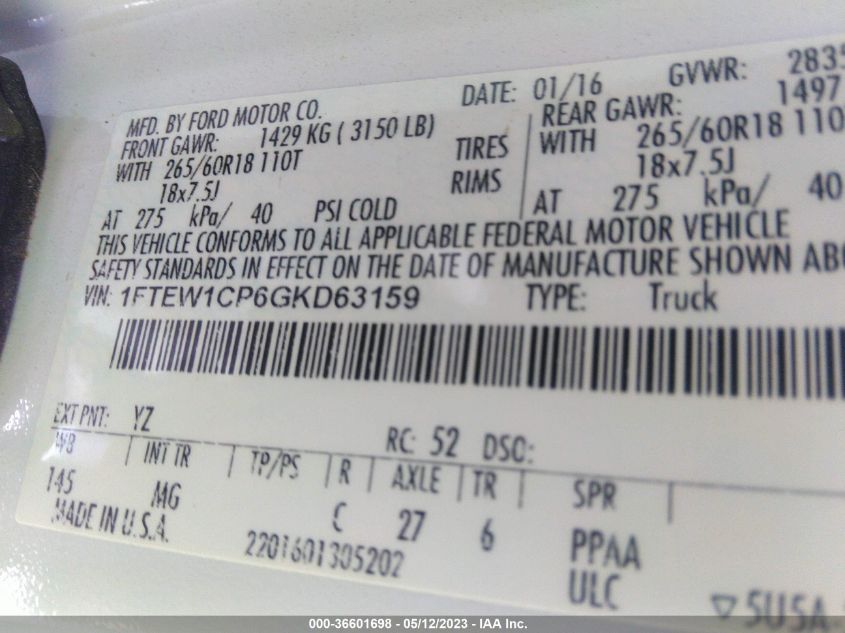 MFD. BY FORD MOTOR CO.
DATE: 01/16 GVWR: 2835
FRONT GAWR: 1429 KG ( 3150 LB) REAR GAWR: 1497
WITH 265/60R18 110T TIRES WITH 265/60R18 110
18x7.5J RIMS 18x7.5J
AT 275 kPa/ 40 PSI COLD AT 275 kPa/ 40
THIS VEHICLE CONFORMS TO ALL APPLICABLE FEDERAL MOTOR VEHICLE
SAFETY STANDARDS IN EFFECT ON THE DATE OF MANUFACTURE SHOWN ABO
VIN: 1FTEW1CP6GKD63159 TYPE: Truck
EXT PNT: YZ RC: 52 DSO:
WB INT TR TP/PS R AXLE TR SPR
145 MG C 27 6 PPAA
MADE IN U.S.A. 2201601305202 ULC
▽5U5A
000-36601698 - 05/12/2023 - IAA Inc.